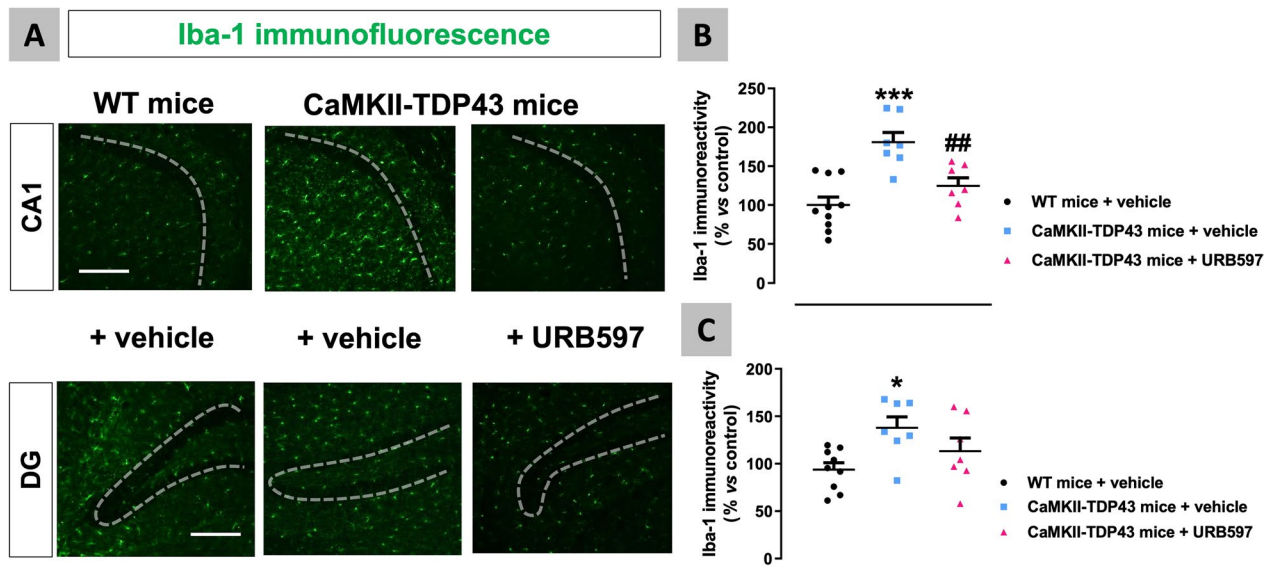 A
Iba-1 immunofluorescence
WT mice
CaMKII-TDP43 mice
CA1
+ vehicle
+ vehicle
+ URB597
DG
B
Iba-1 immunoreactivity
(% vs control)
250
200
150
100
50
0
***
##
WT mice + vehicle
CaMKII-TDP43 mice + vehicle
CaMKII-TDP43 mice + URB597
C
Iba-1 immunoreactivity
(% vs control)
200
150
100
50
0
*
WT mice + vehicle
CaMKII-TDP43 mice + vehicle
CaMKII-TDP43 mice + URB597